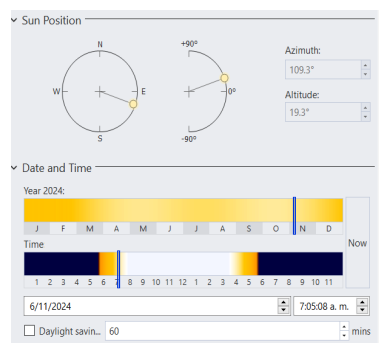 Sun Position
N
+90°
Azimuth:
W
E
0°
109.3°
Altitude:
19.3°
S
-90°
Date and Time
Year 2024:
J F M A M J J A S O N D
Time
Now
1 2 3 4 5 6 7 8 9 10 11 12 1 2 3 4 5 6 7 8 9 10 11
6/11/2024
7:05:08 a. m.
Daylight savin... 60 mins